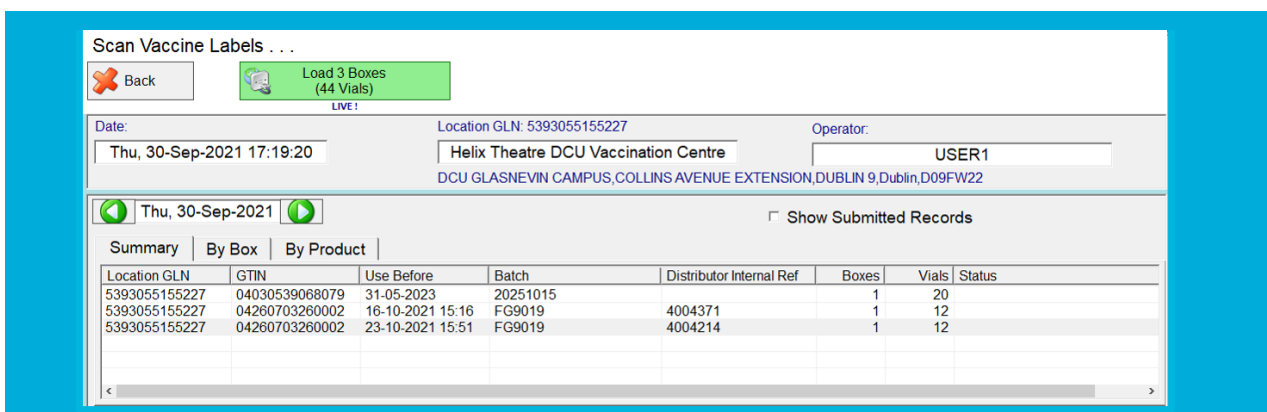 Scan Vaccine Labels . . .
Back
Load 3 Boxes
(44 Vials)
LIVE !
Date:
Location GLN: 5393055155227
Operator:
Thu, 30-Sep-2021 17:19:20
Helix Theatre DCU Vaccination Centre
USER1
DCU GLASNEVIN CAMPUS,COLLINS AVENUE EXTENSION,DUBLIN 9,Dublin,D09FW22
Thu, 30-Sep-2021
Show Submitted Records
Summary By Box By Product
Location GLN GTIN Use Before Batch Distributor Internal Ref Boxes Vials Status
5393055155227 04030539068079 31-05-2023 20251015 1 20
5393055155227 04260703260002 16-10-2021 15:16 FG9019 4004371 1 12
5393055155227 04260703260002 23-10-2021 15:51 FG9019 4004214 1 12